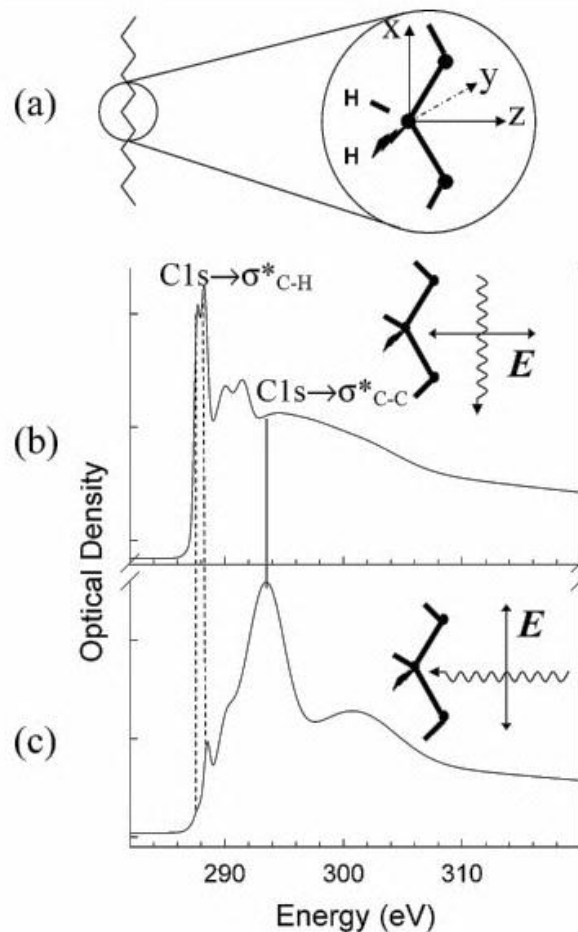 (a)
x
y
z
H
H
C1s→σ*C-H
E
C1s→σ*C-C
(b)
Optical Density
E
(c)
290 300 310
Energy (eV)